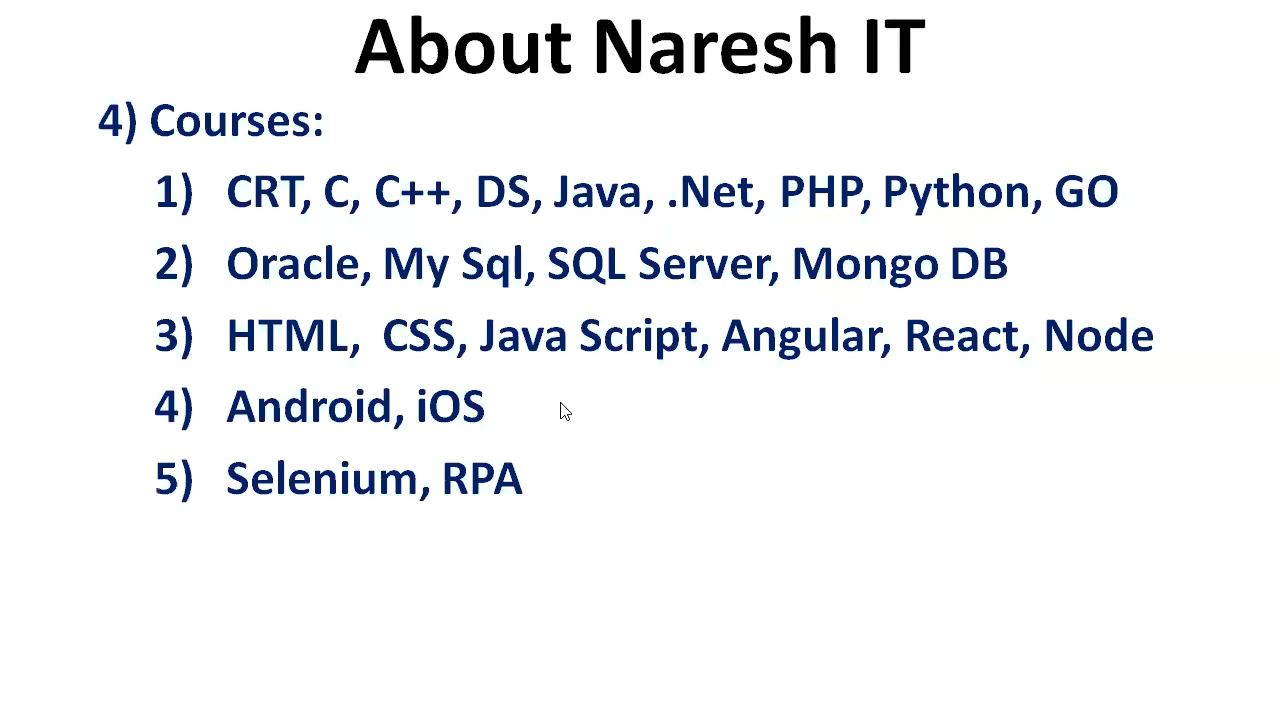 About Naresh IT
4) Courses:
1) CRT, C, C++, DS, Java, .Net, PHP, Python, GO
2) Oracle, My Sql, SQL Server, Mongo DB
3) HTML, CSS, Java Script, Angular, React, Node
4) Android, iOS
5) Selenium, RPA